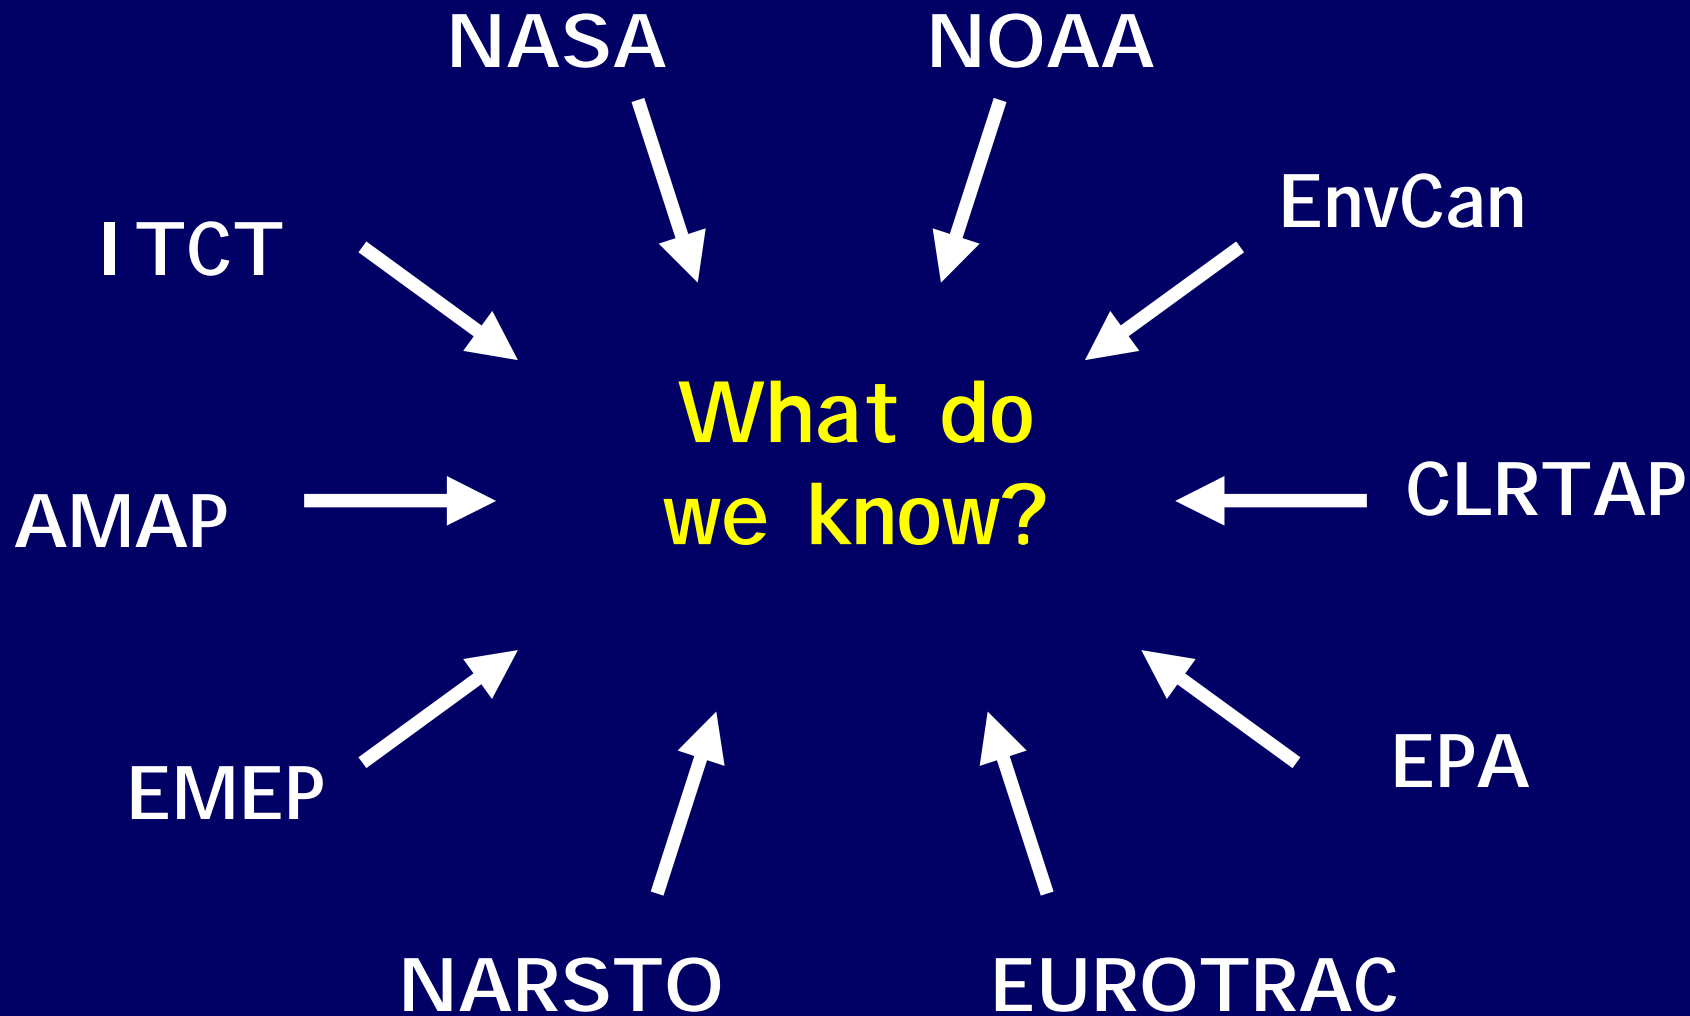 NASA
NOAA
EnvCan
ITCT
What do
we know?
CLRTAP
AMAP
EPA
EMEP
NARSTO
EUROTRAC